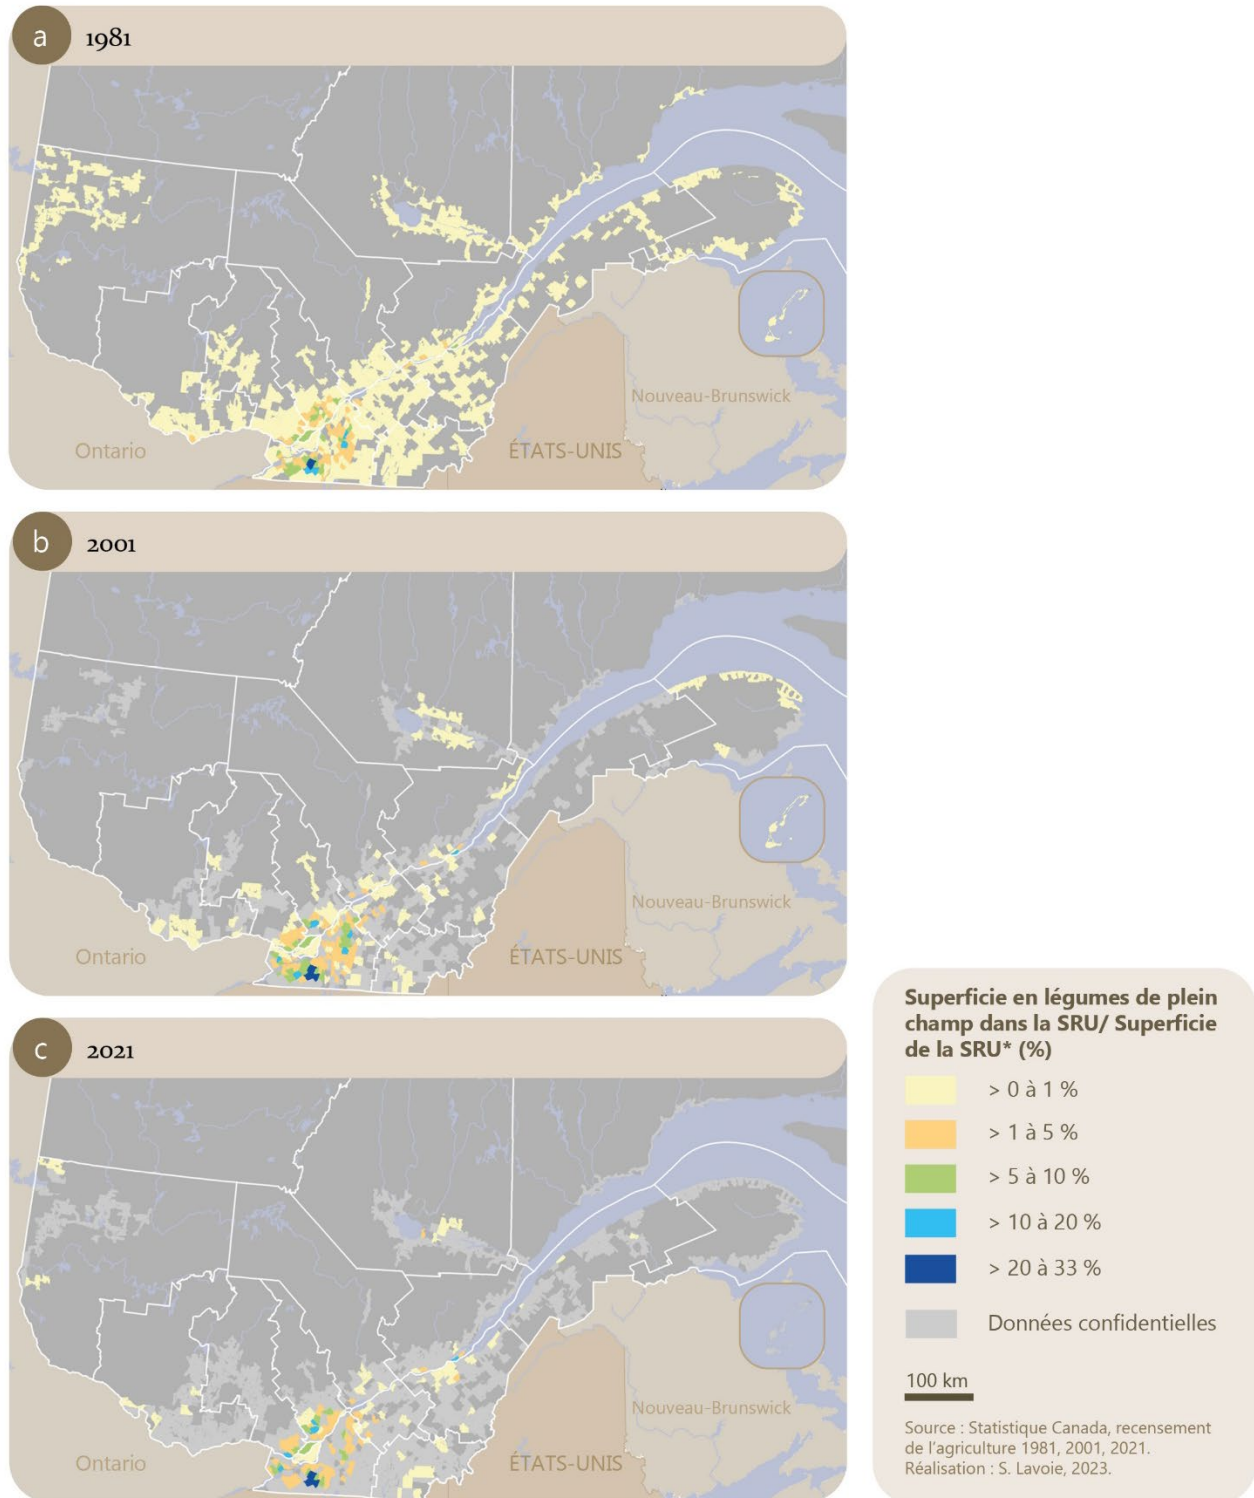 a
1981
Nouveau-Brunswick
Ontario
ÉTATS-UNIS
b
2001
Nouveau-Brunswick
Ontario
ÉTATS-UNIS
c
2021
Nouveau-Brunswick
Ontario
ÉTATS-UNIS
Superficie en légumes de plein
champ dans la SRU/ Superficie
de la SRU* (%)
> 0 à 1 %
> 1 à 5 %
> 5 à 10 %
> 10 à 20 %
> 20 à 33 %
Données confidentielles
100 km
Source : Statistique Canada, recensement
de l'agriculture 1981, 2001, 2021.
Réalisation : S. Lavoie, 2023.